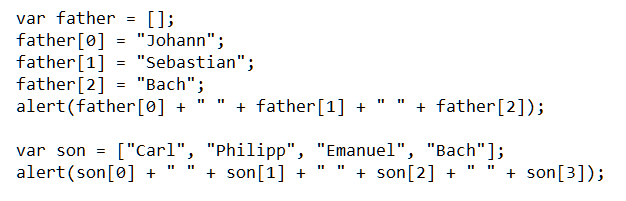 var father = [];
father[0] = "Johann";
father[1] = "Sebastian";
father[2] = "Bach";
alert(father[0] + " " + father[1] + " " + father[2]);
var son = ["Carl", "Philipp", "Emanuel", "Bach"];
alert(son[0] + " " + son[1] + " " + son[2] + " " + son[3]);